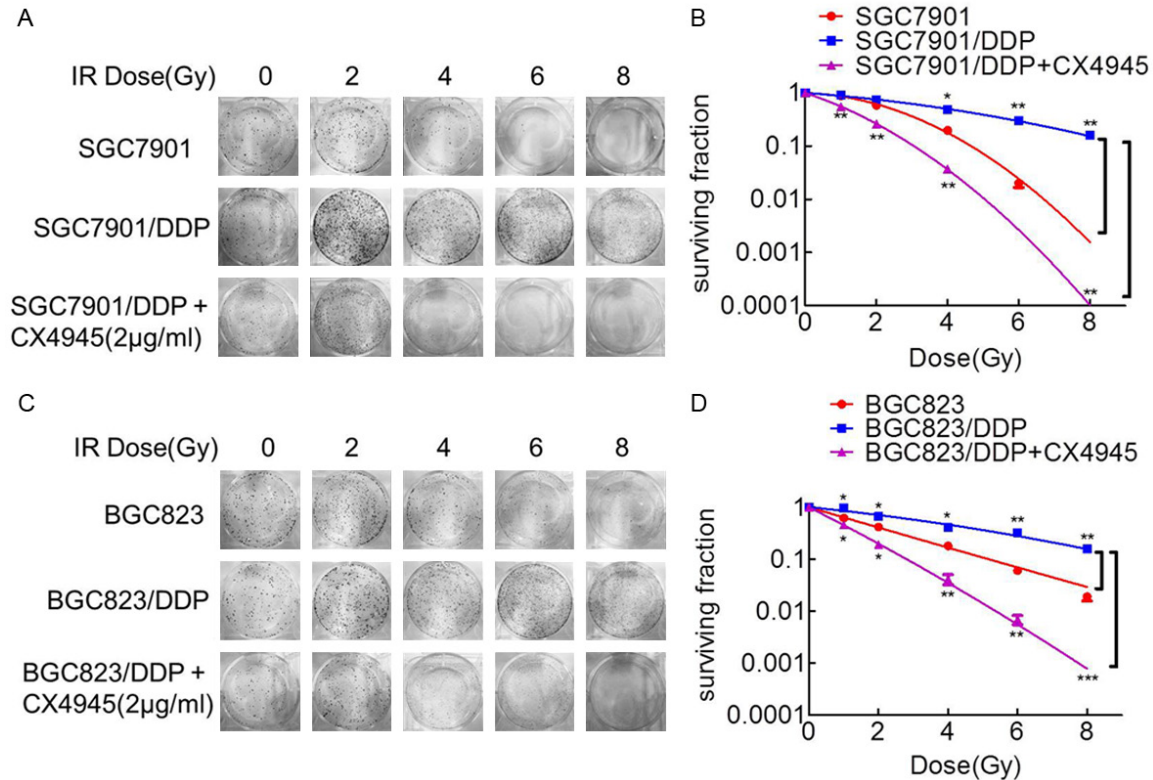 A
IR Dose(Gy) 0 2 4 6 8
SGC7901
SGC7901/DDP
SGC7901/DDP +
CX4945(2μg/ml)
B
SGC7901
SGC7901/DDP
SGC7901/DDP+CX4945
surviving fraction
1
0.1
0.01
0.001
0.0001
* ** **
** ** ** **
0 2 4 6 8
Dose(Gy)
C
IR Dose(Gy) 0 2 4 6 8
BGC823
BGC823/DDP
BGC823/DDP +
CX4945(2μg/ml)
D
BGC823
BGC823/DDP
BGC823/DDP+CX4945
surviving fraction
1
0.1
0.01
0.001
0.0001
* * * ** **
* * ** ** ***
0 2 4 6 8
Dose(Gy)